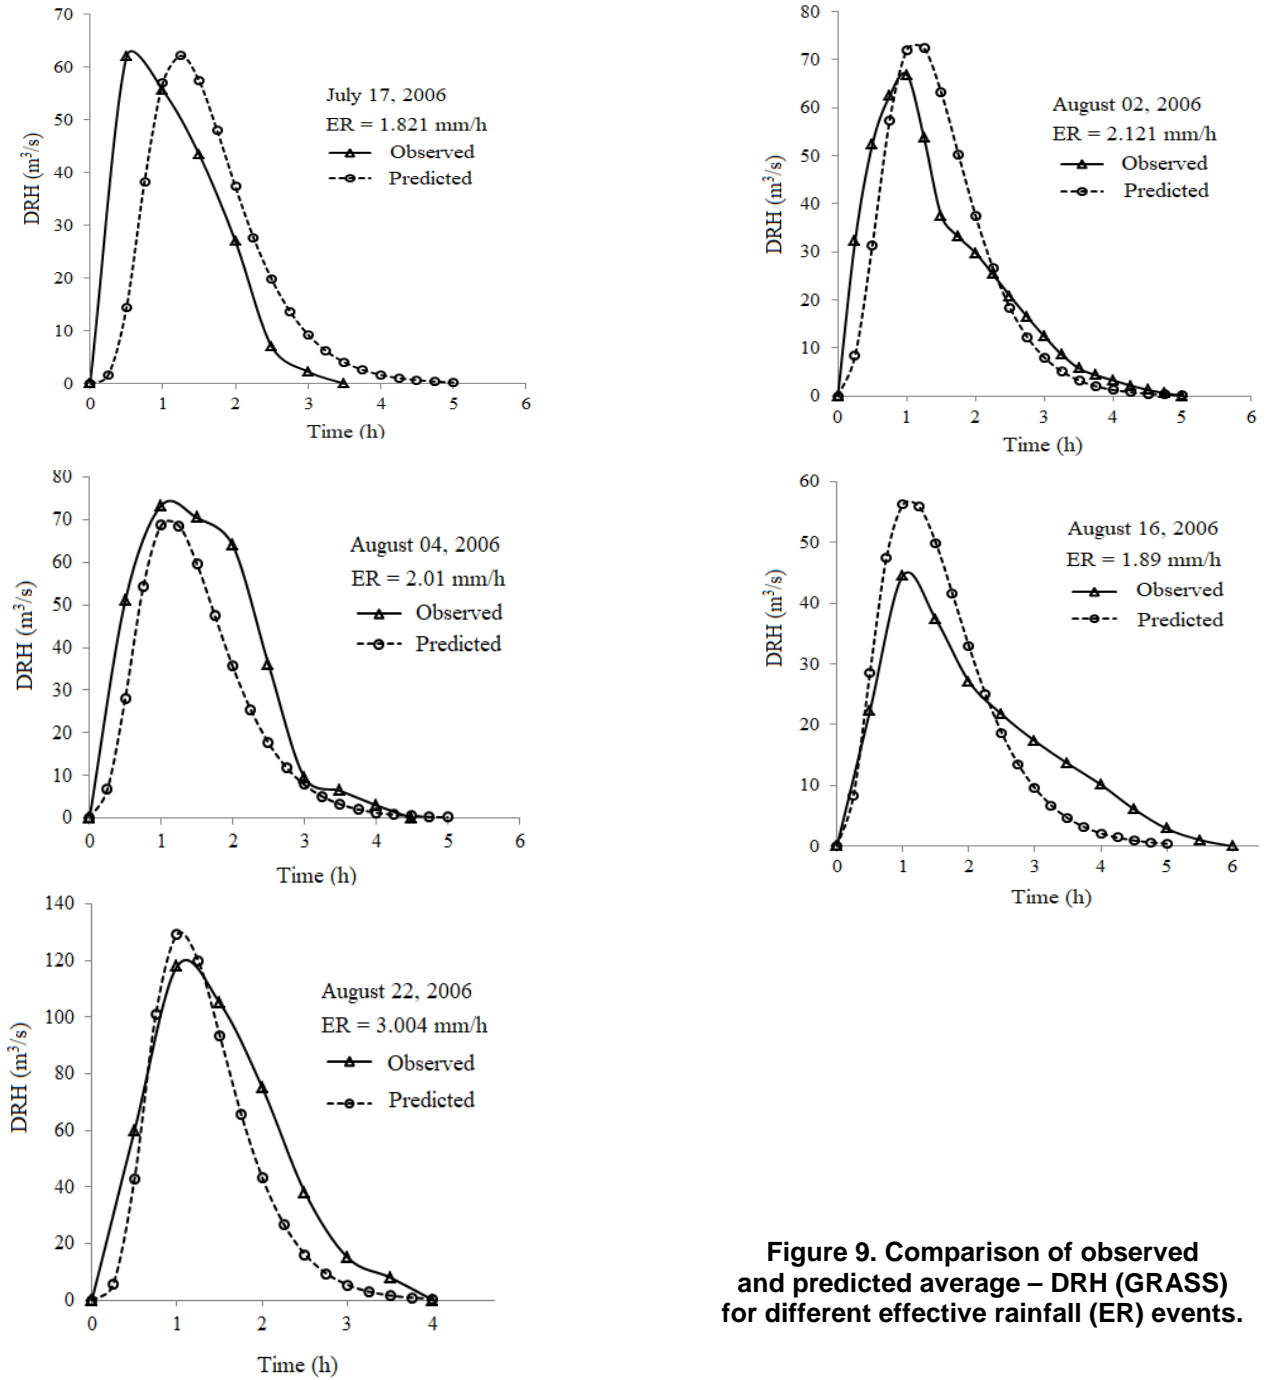 70
60
50
40
30
20
10
0
DRH (m³/s)
July 17, 2006
ER = 1.821 mm/h
Observed
Predicted
0 1 2 3 4 5 6
Time (h)
80
70
60
50
40
30
20
10
0
DRH (m³/s)
August 02, 2006
ER = 2.121 mm/h
Observed
Predicted
0 1 2 3 4 5 6
Time (h)
80
70
60
50
40
30
20
10
0
DRH (m³/s)
August 04, 2006
ER = 2.01 mm/h
Observed
Predicted
0 1 2 3 4 5 6
Time (h)
60
50
40
30
20
10
0
DRH (m³/s)
August 16, 2006
ER = 1.89 mm/h
Observed
Predicted
0 1 2 3 4 5 6
Time (h)
140
120
100
80
60
40
20
0
DRH (m³/s)
August 22, 2006
ER = 3.004 mm/h
Observed
Predicted
0 1 2 3 4
Time (h)
Figure 9. Comparison of observed
and predicted average – DRH (GRASS)
for different effective rainfall (ER) events.